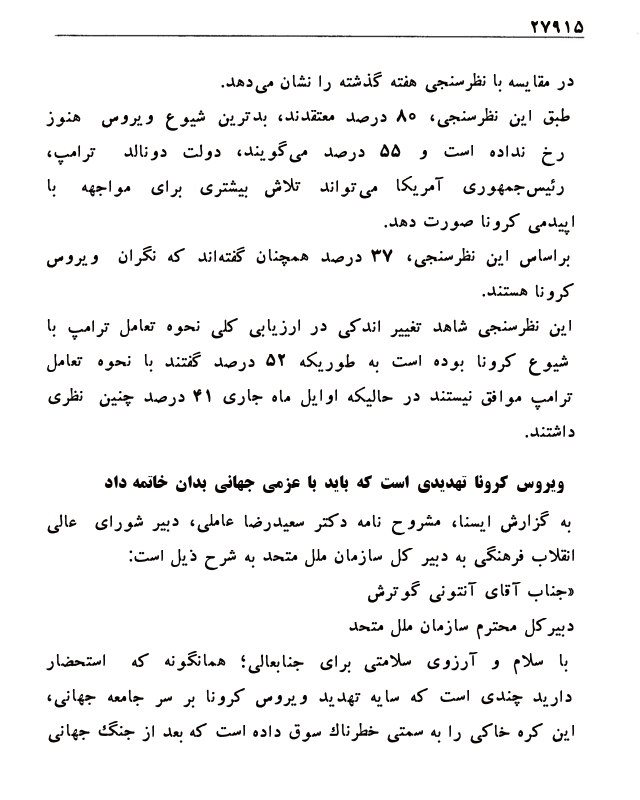 ۲۷۹۱۵
در مقایسه با نظرسنجی هفته گذشته را نشان می‌دهد.
طبق این نظرسنجی، ۸۰ درصد معتقدند، بدترین شیوع ویروس هنوز
رخ نداده است و ۵۵ درصد می‌گویند، دولت دونالد ترامپ،
رئیس‌جمهوری آمریکا می‌تواند تلاش بیشتری برای مواجهه با
اپیدمی کرونا صورت دهد.
براساس این نظرسنجی، ۳۷ درصد همچنان گفته‌اند که نگران ویروس
کرونا هستند.
این نظرسنجی شاهد تغییر اندکی در ارزیابی کلی نحوه تعامل ترامپ با
شیوع کرونا بوده است به طوریکه ۵۲ درصد گفتند با نحوه تعامل
ترامپ موافق نیستند در حالیکه اوایل ماه جاری ۴۱ درصد چنین نظری
داشتند.
ویروس کرونا تهدیدی است که باید با عزمی جهانی بدان خاتمه داد
به گزارش ایسنا، مشروح نامه دکتر سعیدرضا عاملی، دبیر شورای عالی
انقلاب فرهنگی به دبیر کل سازمان ملل متحد به شرح ذیل است:
«جناب آقای آنتونی گوترش
دبیرکل محترم سازمان ملل متحد
با سلام و آرزوی سلامتی برای جنابعالی؛ همانگونه که استحضار
دارید چندی است که سایه تهدید ویروس کرونا بر سر جامعه جهانی،
این کره خاکی را به سمتی خطرناك سوق داده است که بعد از جنگ جهانی